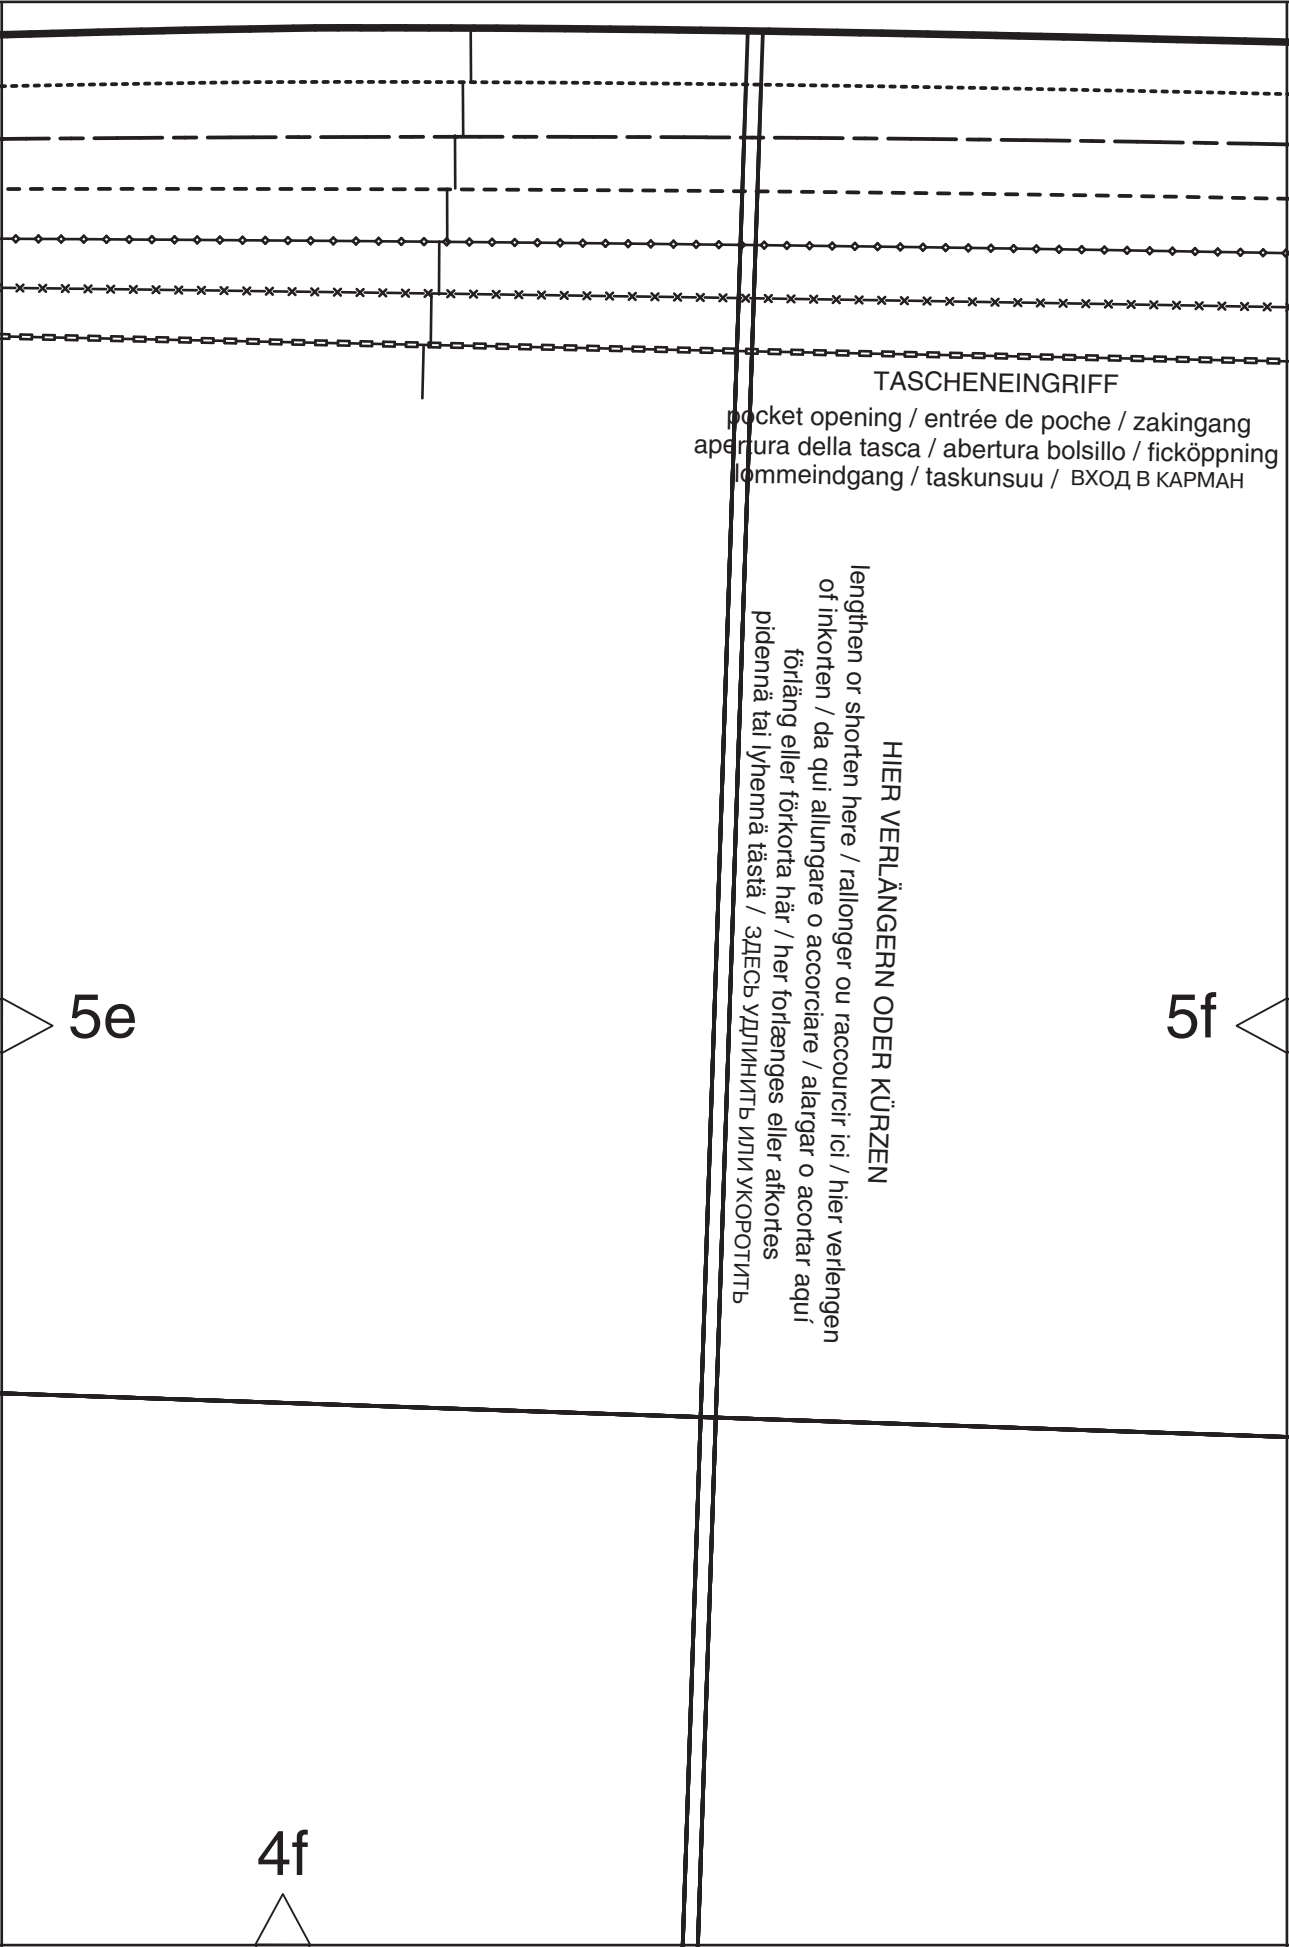 TASCHENEINGRIFF
pocket opening / entrée de poche / zakingang
apertura della tasca / abertura bolsillo / ficköppning
lommeindgang / taskunsuu / ВХОД В КАРМАН
HIER VERLÄNGERN ODER KÜRZEN
lengthen or shorten here / rallonger ou raccourcir ici / hier verlengen
of inkorten / da qui allungare o accorciare / alargar o acortar aquí
förläng eller förkorta här / her forlænges eller afkortes
pidennä tai lyhennä tästä / ЗДЕСЬ УДЛИНИТЬ ИЛИ УКОРОТИТЬ
5e
5f
4f